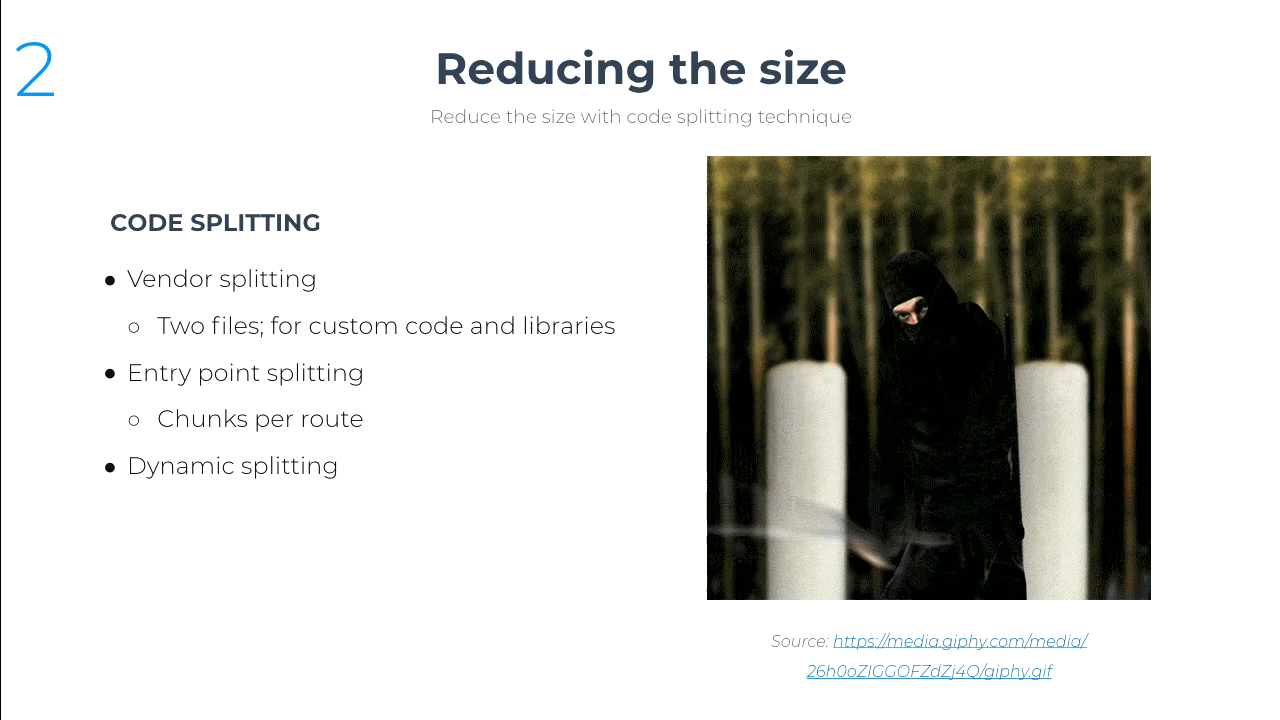 2
Reducing the size
Reduce the size with code splitting technique
CODE SPLITTING
● Vendor splitting
○ Two files; for custom code and libraries
● Entry point splitting
○ Chunks per route
● Dynamic splitting
Source: https://media.giphy.com/media/
26h0oZIGGOFZdZj4Q/giphy.gif